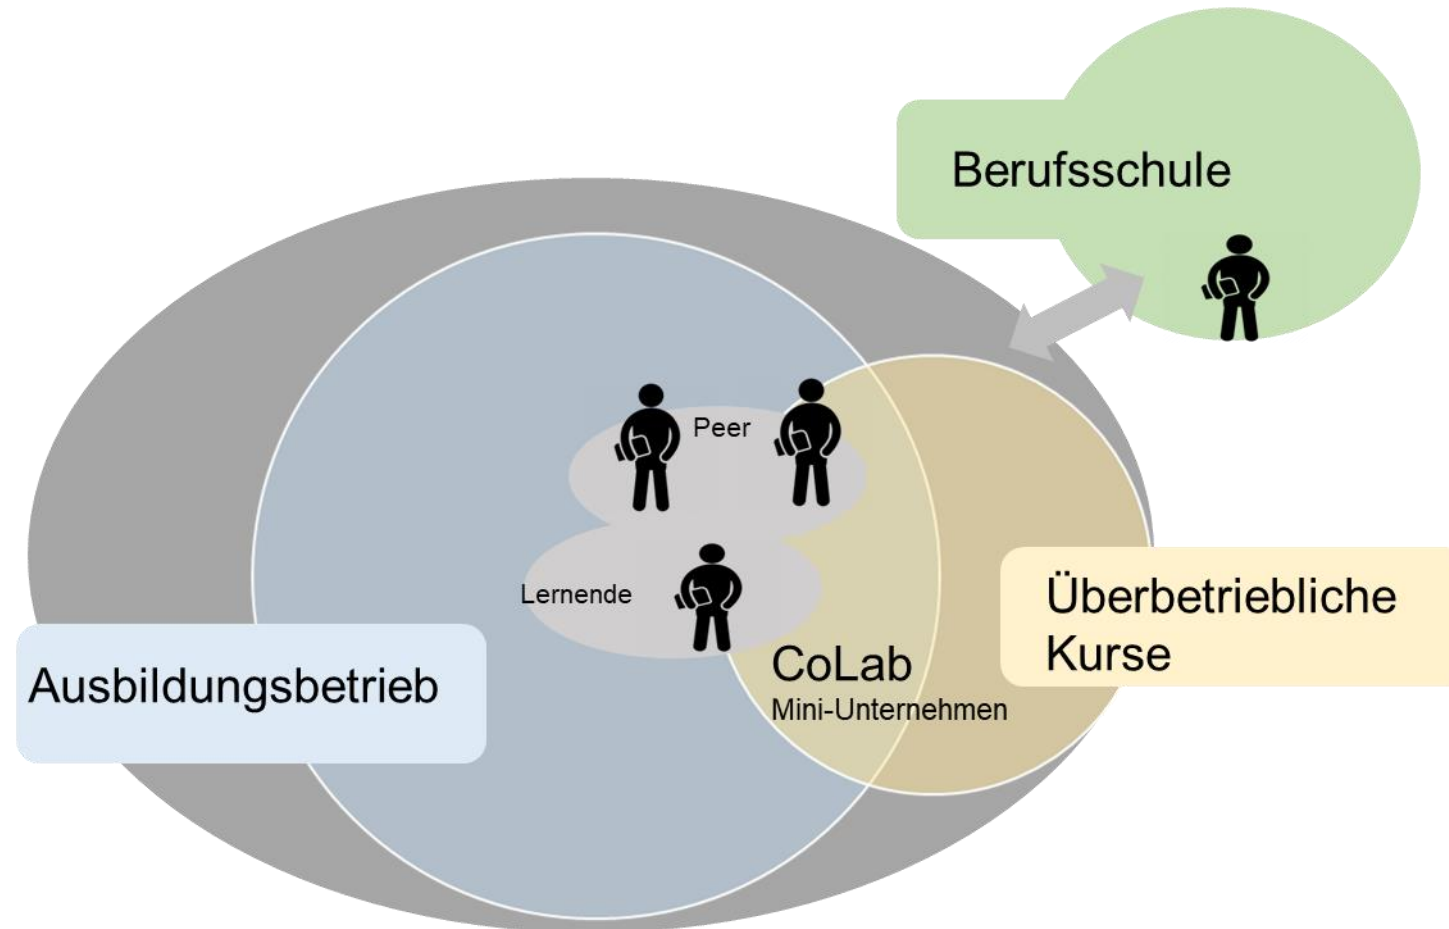 Berufsschule
Peer
Lernende
Überbetriebliche
Kurse
CoLab
Mini-Unternehmen
Ausbildungsbetrieb